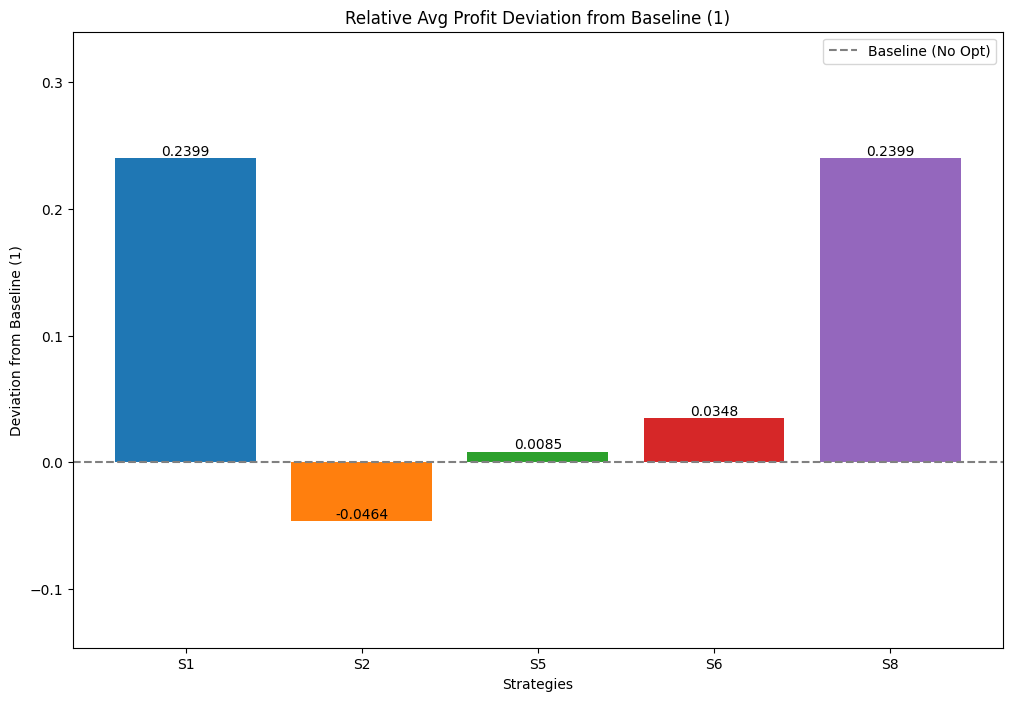 Relative Avg Profit Deviation from Baseline (1)
Baseline (No Opt)
Deviation from Baseline (1)
0.3
0.2
0.1
0.0
−0.1
0.2399
-0.0464
0.0085
0.0348
0.2399
S1 S2 S5 S6 S8
Strategies